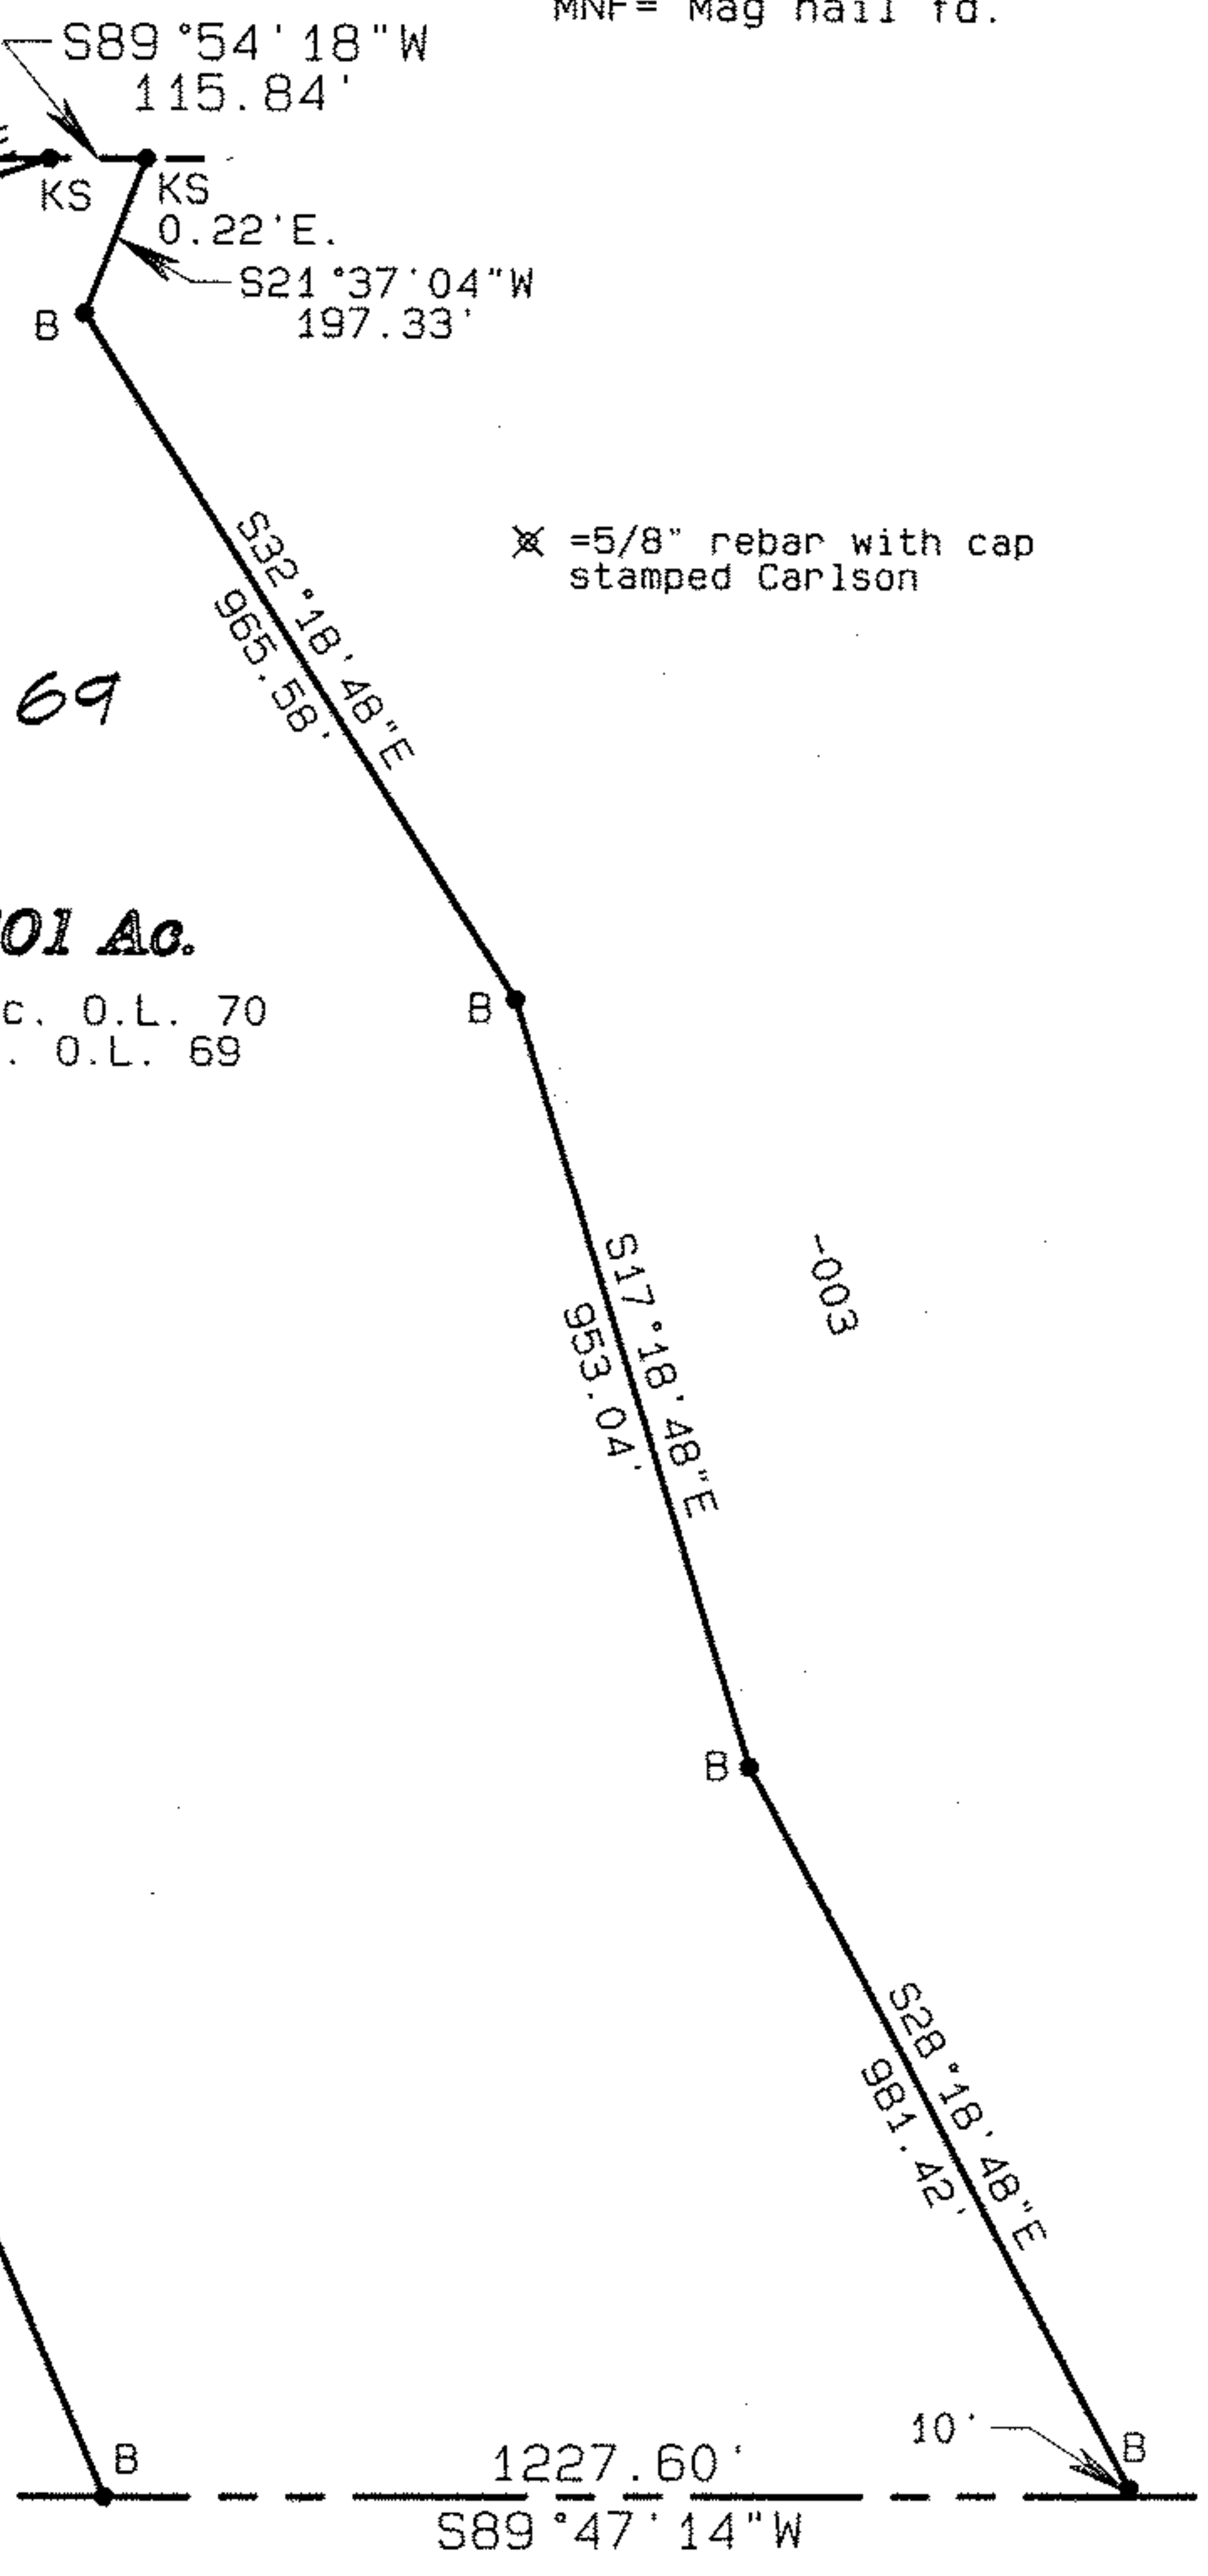 MNF= Mag nail fd.
S89°54'18"W
115.84'
KS
KS
0.22'E.
S21°37'04"W
197.33'
B
S32°18'48"E
965.58'
=5/8" rebar with cap
stamped Carlson
69
01 Ac.
c. O.L. 70
. O.L. 69
B
S17°18'48"E
953.04'
-003
B
S28°18'48"E
981.42'
10'
B
B
1227.60'
S89°47'14"W